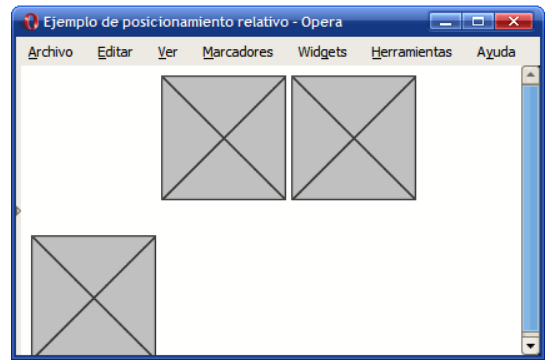 Ejemplo de posicionamiento relativo - Opera
Archivo Editar Ver Marcadores Widgets Herramientas Ayuda